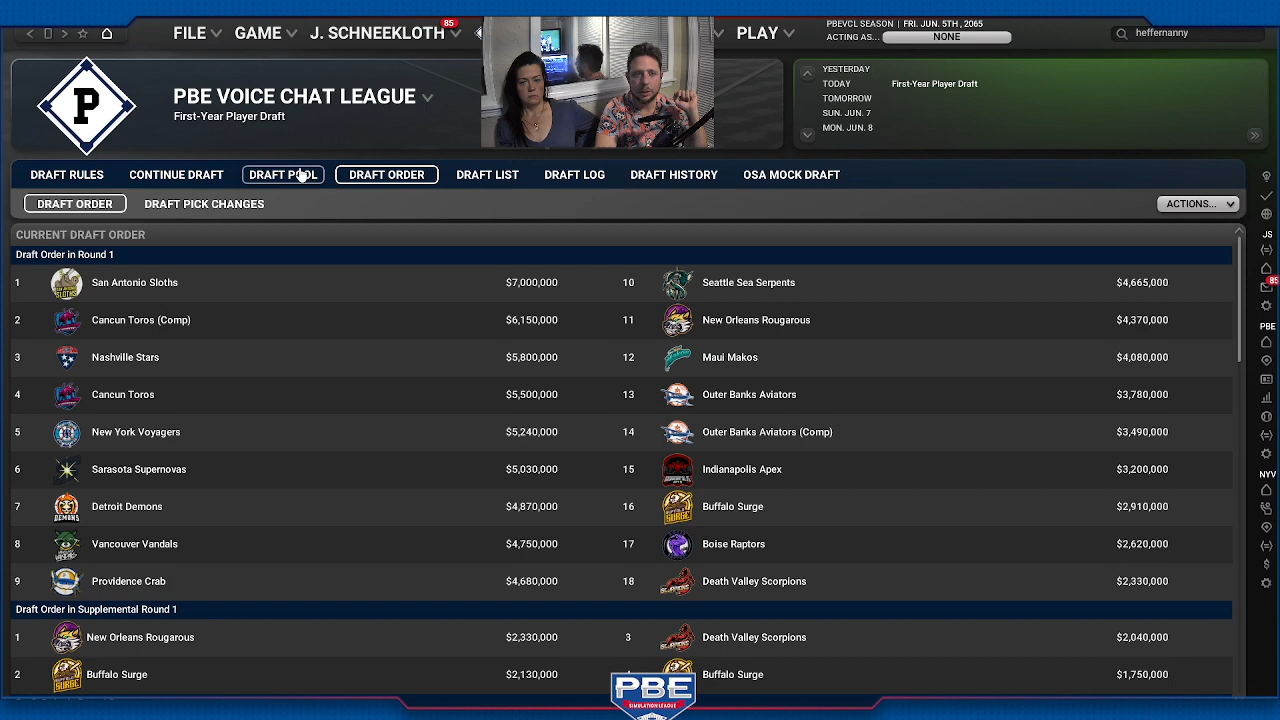 FILE GAME J. SCHNEEKLOTH 85 PLAY
PBEVCL SEASON | FRI. JUN. 5TH , 2065
ACTING AS... NONE
heffernanny
P
PBE VOICE CHAT LEAGUE
First-Year Player Draft
YESTERDAY
TODAY First-Year Player Draft
TOMORROW
SUN. JUN. 7
MON. JUN. 8
DRAFT RULES CONTINUE DRAFT DRAFT POOL DRAFT ORDER DRAFT LIST DRAFT LOG DRAFT HISTORY OSA MOCK DRAFT
DRAFT ORDER DRAFT PICK CHANGES ACTIONS...
CURRENT DRAFT ORDER
Draft Order in Round 1
1 San Antonio Sloths $7,000,000 10 Seattle Sea Serpents $4,665,000
2 Cancun Toros (Comp) $6,150,000 11 New Orleans Rougarous $4,370,000
3 Nashville Stars $5,800,000 12 Maui Makos $4,080,000
4 Cancun Toros $5,500,000 13 Outer Banks Aviators $3,780,000
5 New York Voyagers $5,240,000 14 Outer Banks Aviators (Comp) $3,490,000
6 Sarasota Supernovas $5,030,000 15 Indianapolis Apex $3,200,000
7 Detroit Demons $4,870,000 16 Buffalo Surge $2,910,000
8 Vancouver Vandals $4,750,000 17 Boise Raptors $2,620,000
9 Providence Crab $4,680,000 18 Death Valley Scorpions $2,330,000
Draft Order in Supplemental Round 1
1 New Orleans Rougarous $2,330,000 3 Death Valley Scorpions $2,040,000
2 Buffalo Surge $2,130,000 Buffalo Surge $1,750,000
JS
85
PBE
NYV
PBE
SIMULATION LEAGUE